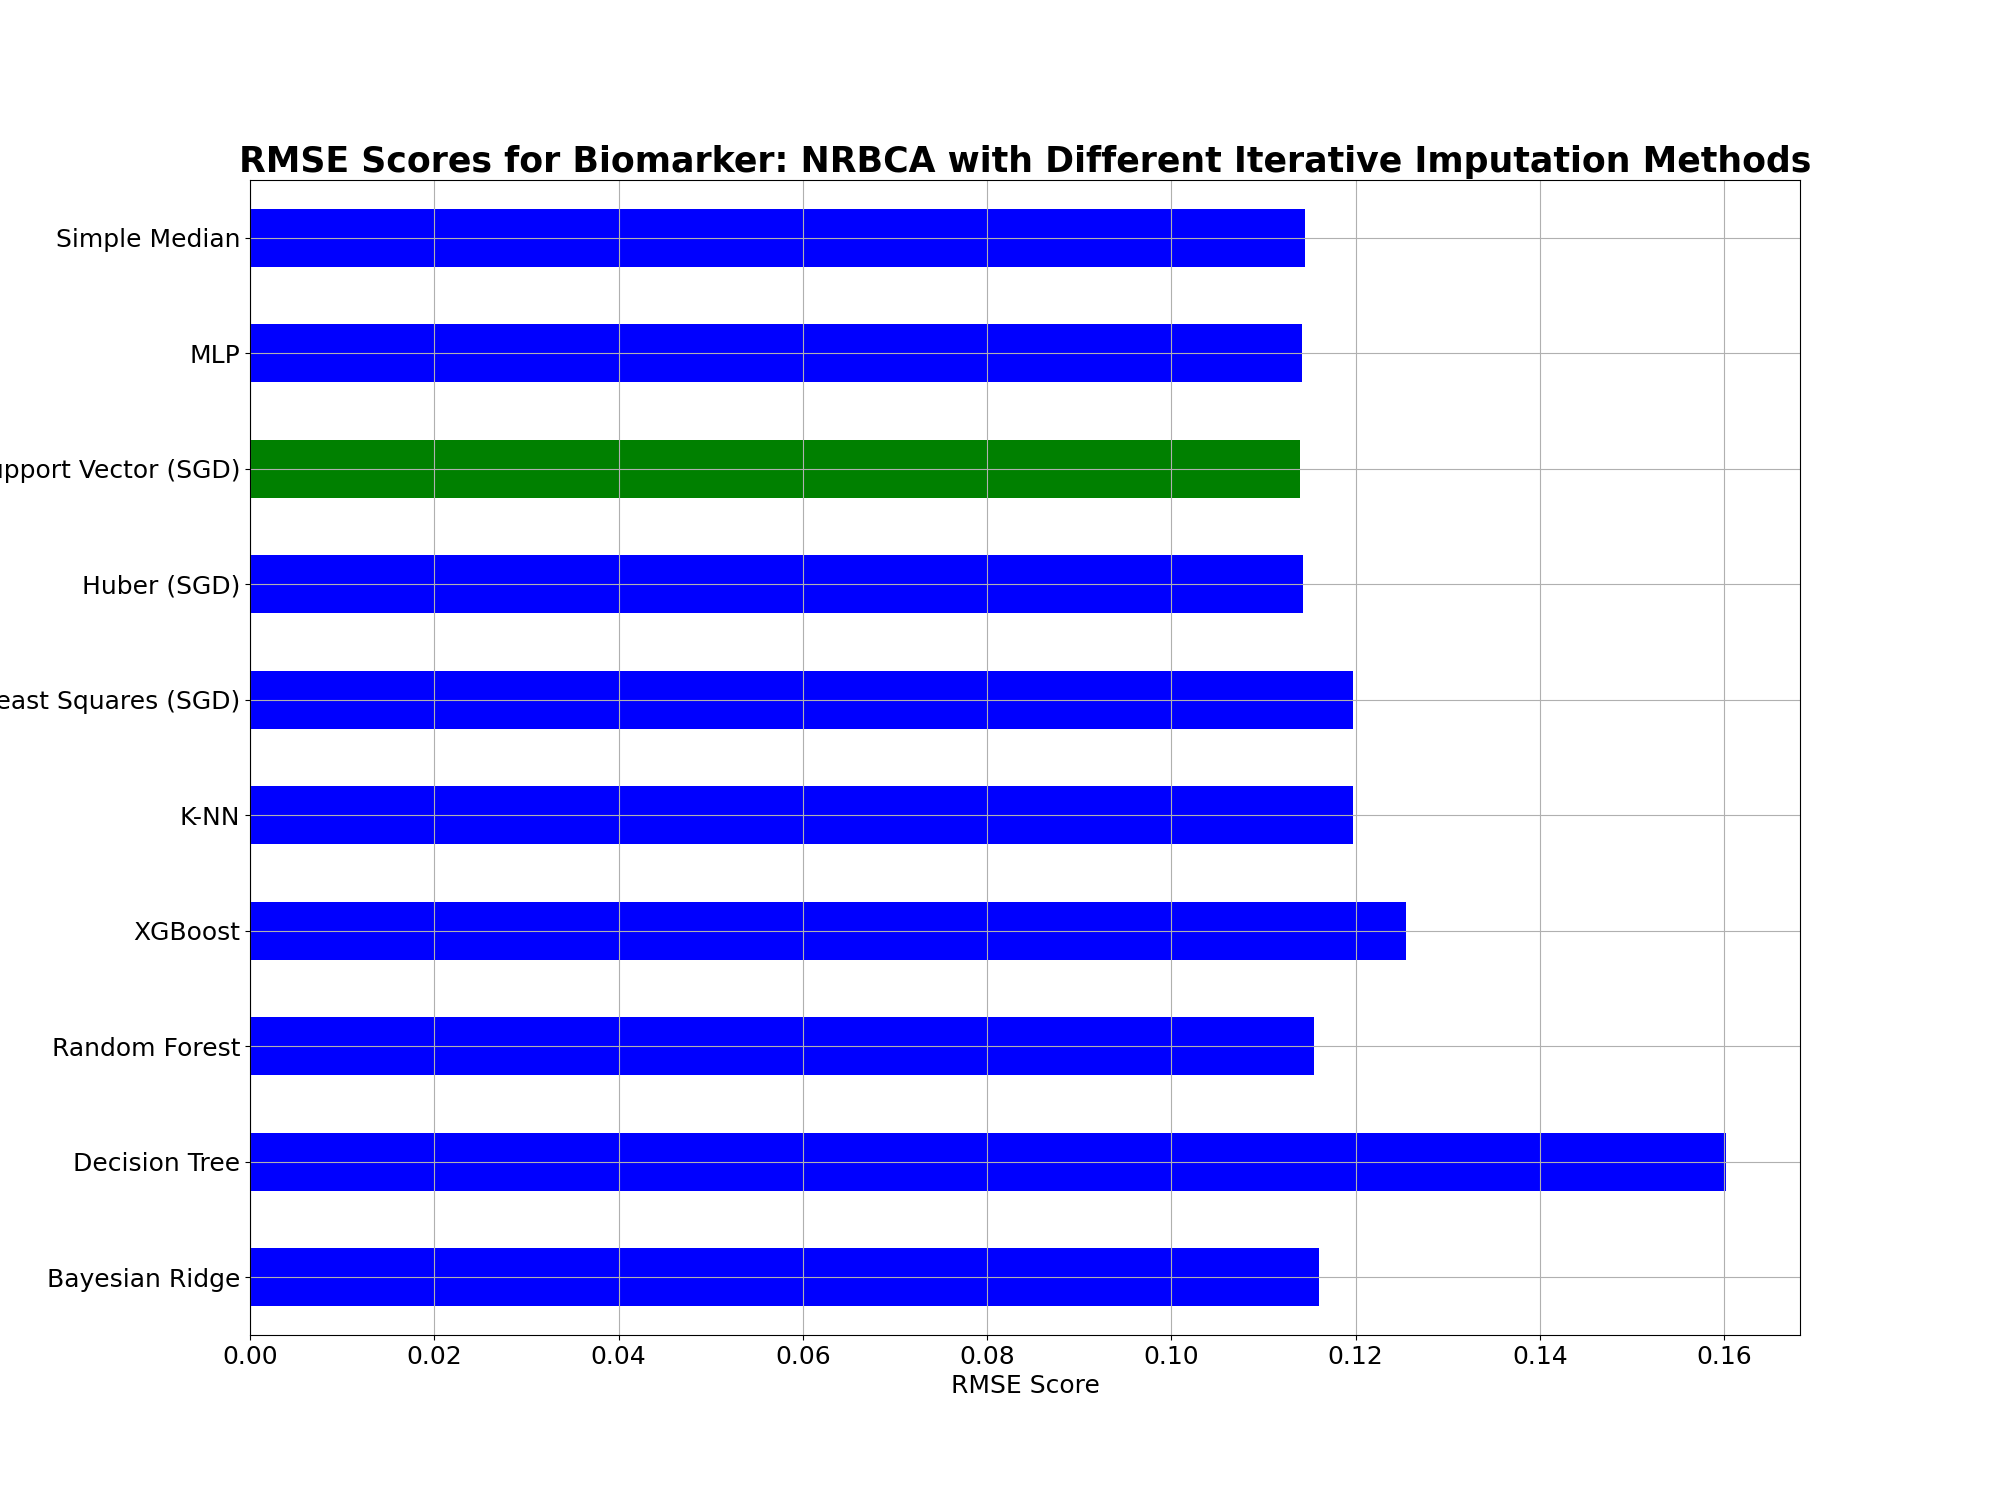 RMSE Scores for Biomarker: NRBCA with Different Iterative Imputation Methods
Simple Median
MLP
Vector (SGD)
Huber (SGD)
Squares (SGD)
K-NN
XGBoost
Random Forest
Decision Tree
Bayesian Ridge
0.00 0.02 0.04 0.06 0.08 0.10 0.12 0.14 0.16
RMSE Score